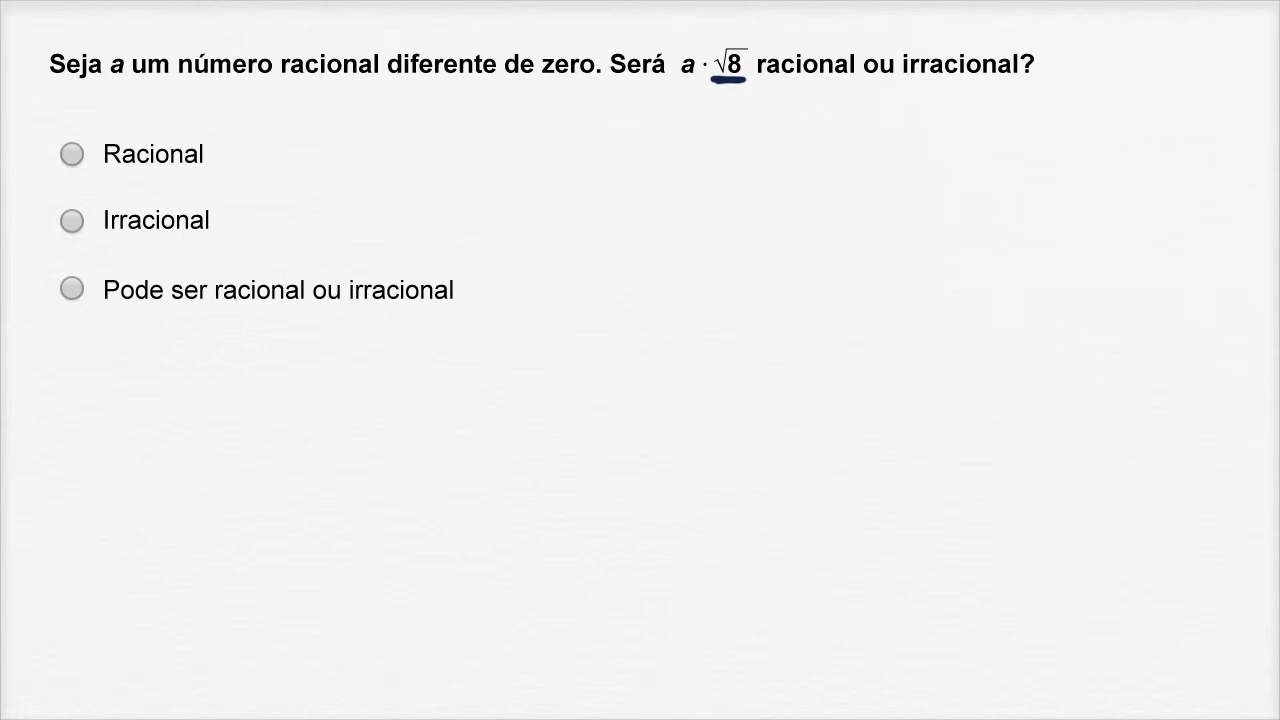 Seja a um número racional diferente de zero. Será a · √8 racional ou irracional?
Racional
Irracional
Pode ser racional ou irracional